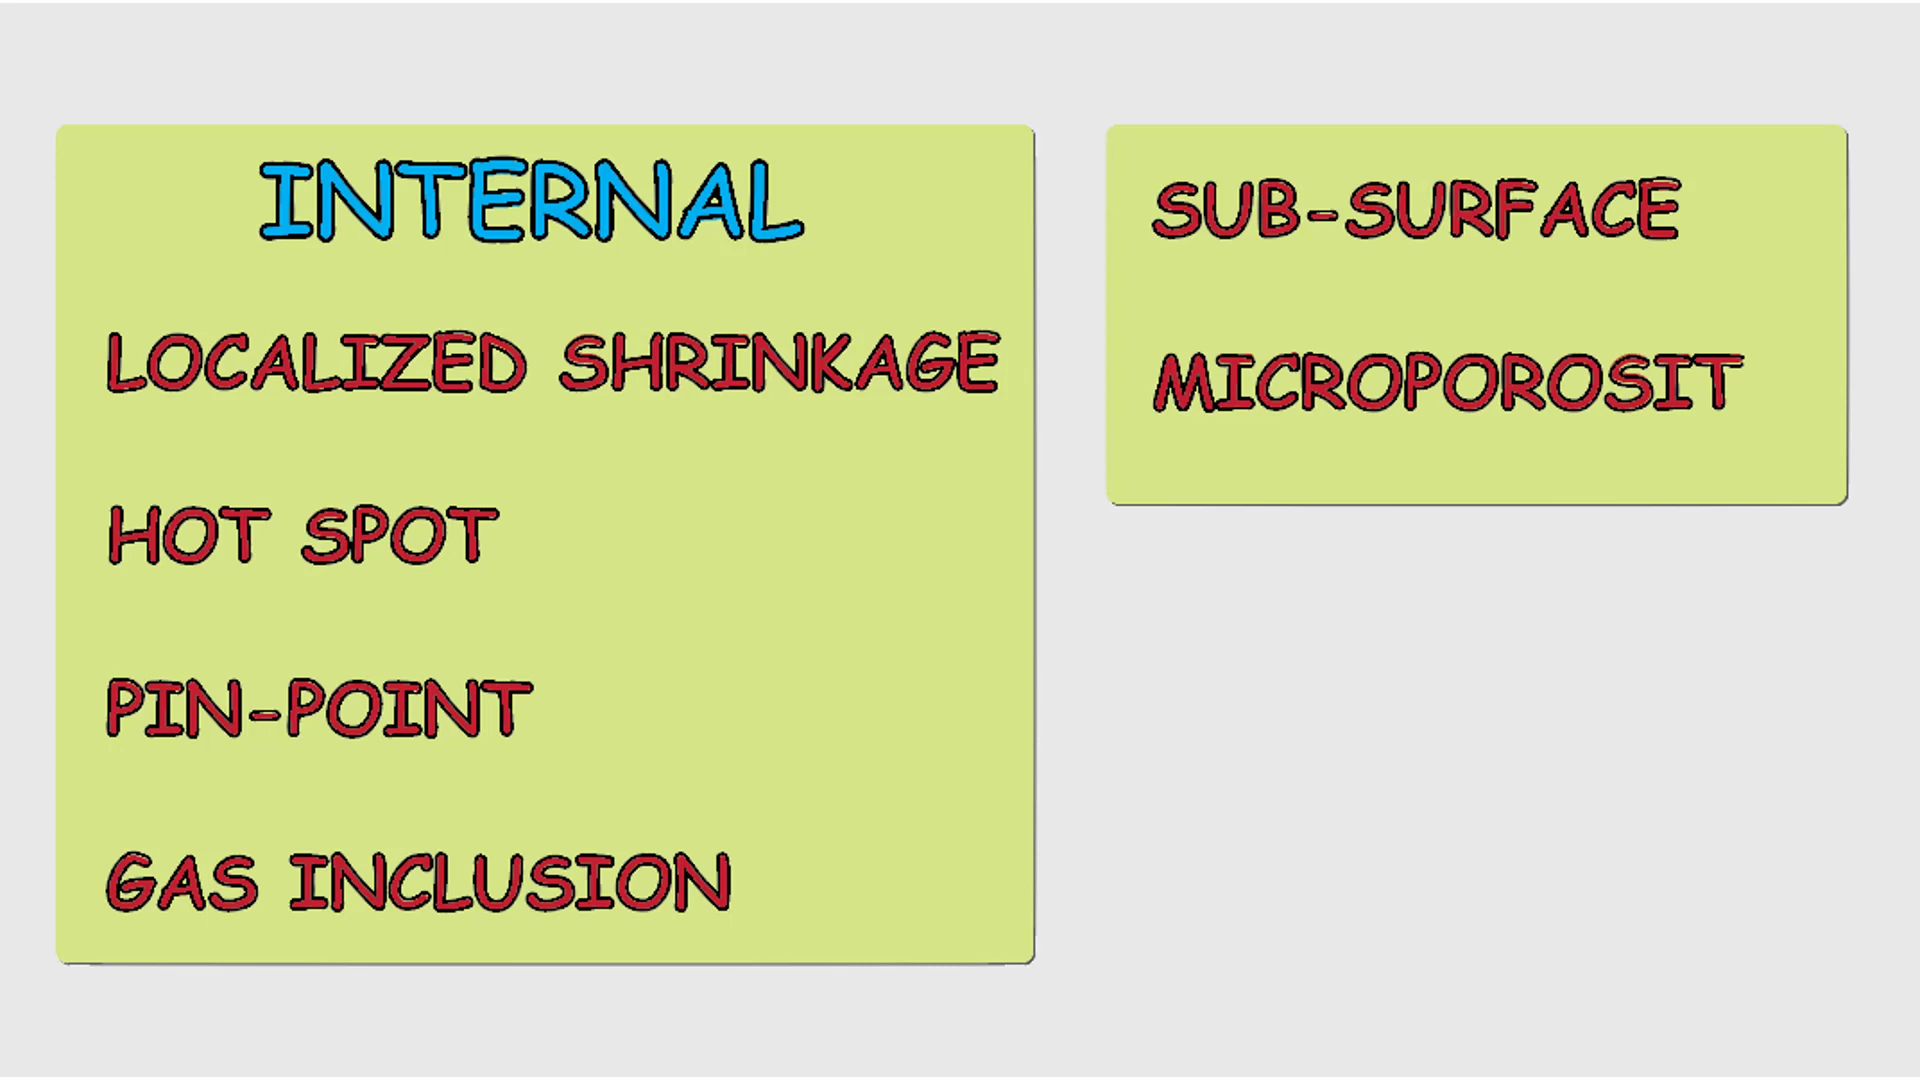 INTERNAL
LOCALIZED SHRINKAGE
HOT SPOT
PIN-POINT
GAS INCLUSION
SUB-SURFACE
MICROPOROSIT